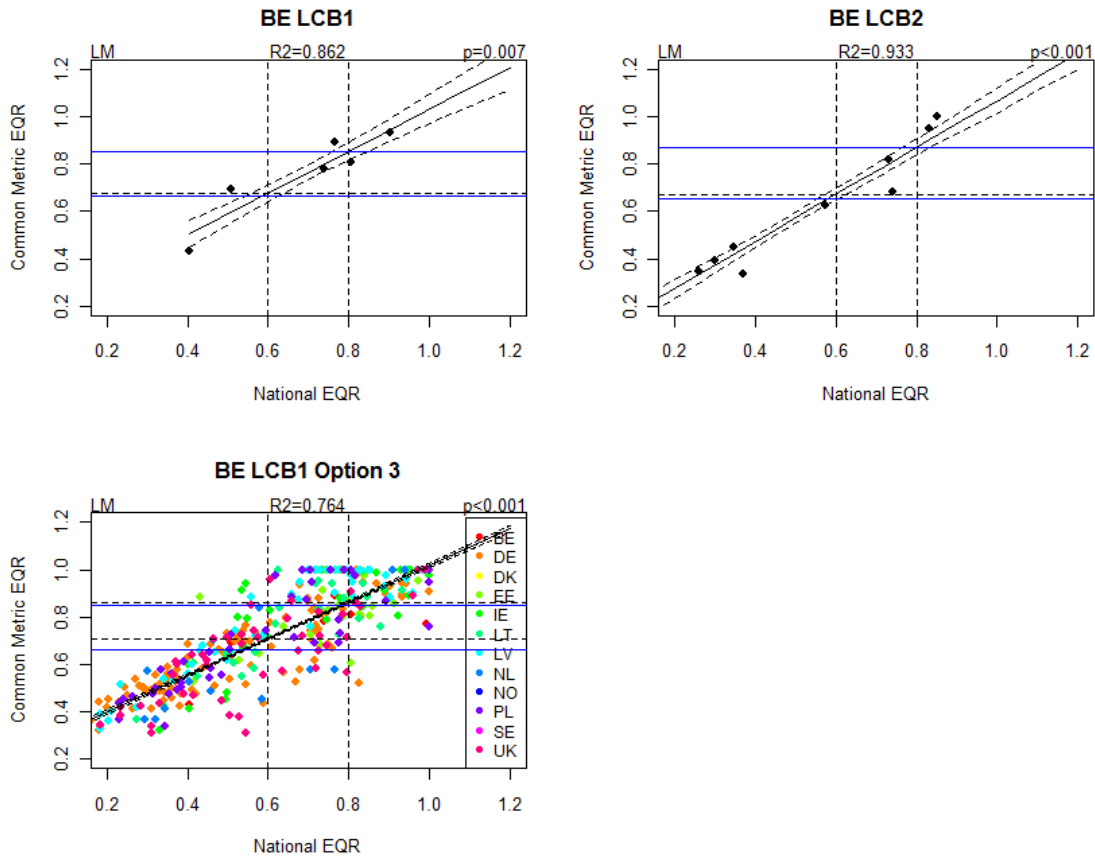 BE LCB1
LM R2=0.862 p=0.007
Common Metric EQR
1.2
1.0
0.8
0.6
0.4
0.2
0.2 0.4 0.6 0.8 1.0 1.2
National EQR
BE LCB2
LM R2=0.933 p<0.001
Common Metric EQR
1.2
1.0
0.8
0.6
0.4
0.2
0.2 0.4 0.6 0.8 1.0 1.2
National EQR
BE LCB1 Option 3
LM R2=0.764 p<0.001
Common Metric EQR
1.2
1.0
0.8
0.6
0.4
0.2
BE
DE
DK
EE
IE
LT
LV
NL
NO
PL
SE
UK
0.2 0.4 0.6 0.8 1.0 1.2
National EQR